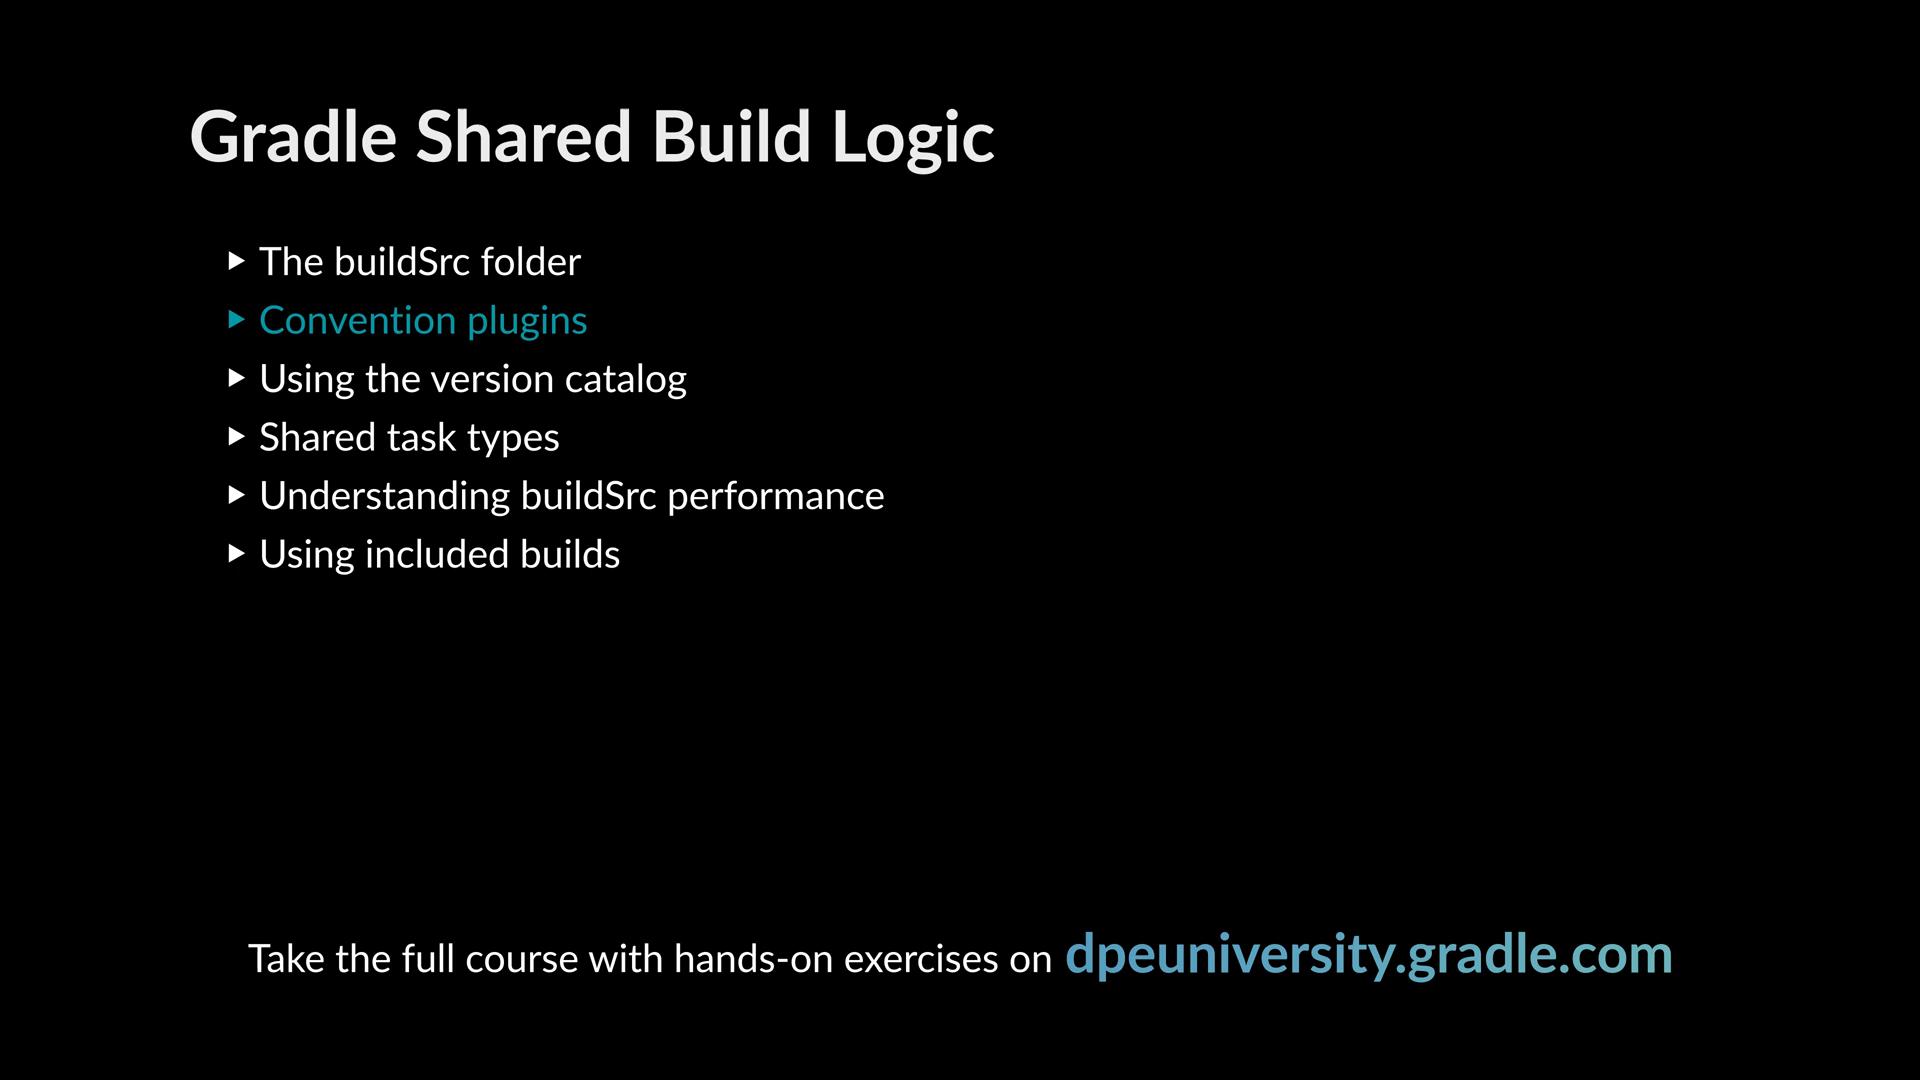 Gradle Shared Build Logic
▶ The buildSrc folder
▶ Convention plugins
▶ Using the version catalog
▶ Shared task types
▶ Understanding buildSrc performance
▶ Using included builds
Take the full course with hands-on exercises on dpeuniversity.gradle.com